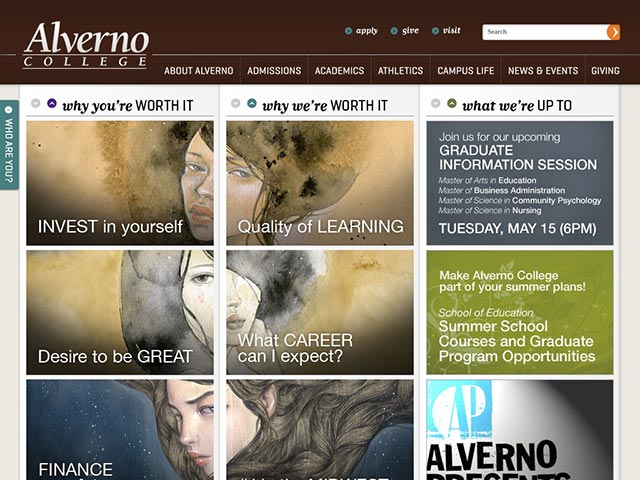 Alverno
COLLEGE
apply
give
visit
Search
ABOUT ALVERNO
ADMISSIONS
ACADEMICS
ATHLETICS
CAMPUS LIFE
NEWS & EVENTS
GIVING
WHO ARE YOU?
why you're WORTH IT
INVEST in yourself
Desire to be GREAT
FINANCE
why we're WORTH IT
Quality of LEARNING
What CAREER
can I expect?
what we're UP TO
Join us for our upcoming
GRADUATE
INFORMATION SESSION
Master of Arts in Education
Master of Business Administration
Master of Science in Community Psychology
Master of Science in Nursing
TUESDAY, MAY 15 (6PM)
Make Alverno College
part of your summer plans!
School of Education
Summer School
Courses and Graduate
Program Opportunities
AP
ALVERNO
PRESENTS